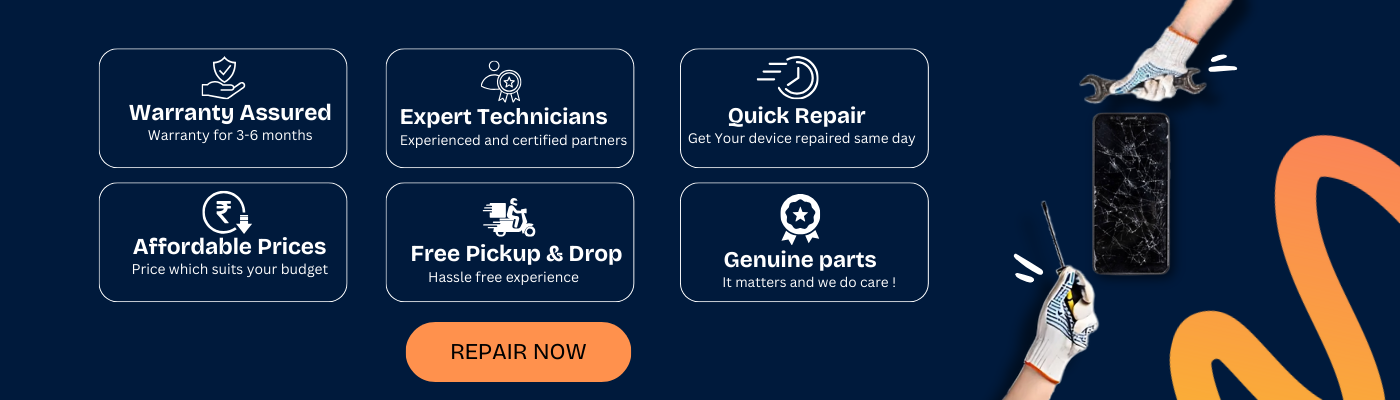 Warranty Assured
Warranty for 3-6 months
Expert Technicians
Experienced and certified partners
Quick Repair
Get Your device repaired same day
₹
Affordable Prices
Price which suits your budget
Free Pickup & Drop
Hassle free experience
Genuine parts
It matters and we do care !
REPAIR NOW